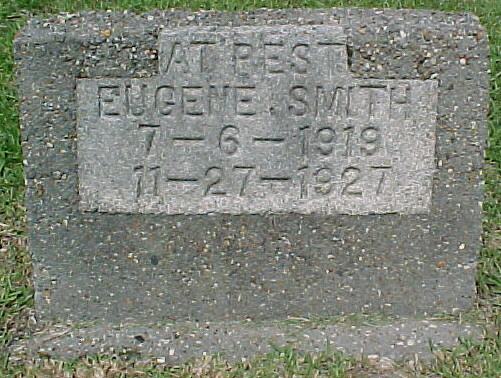 AT REST
EUGENE SMITH
7-6-1919
11-27-1927